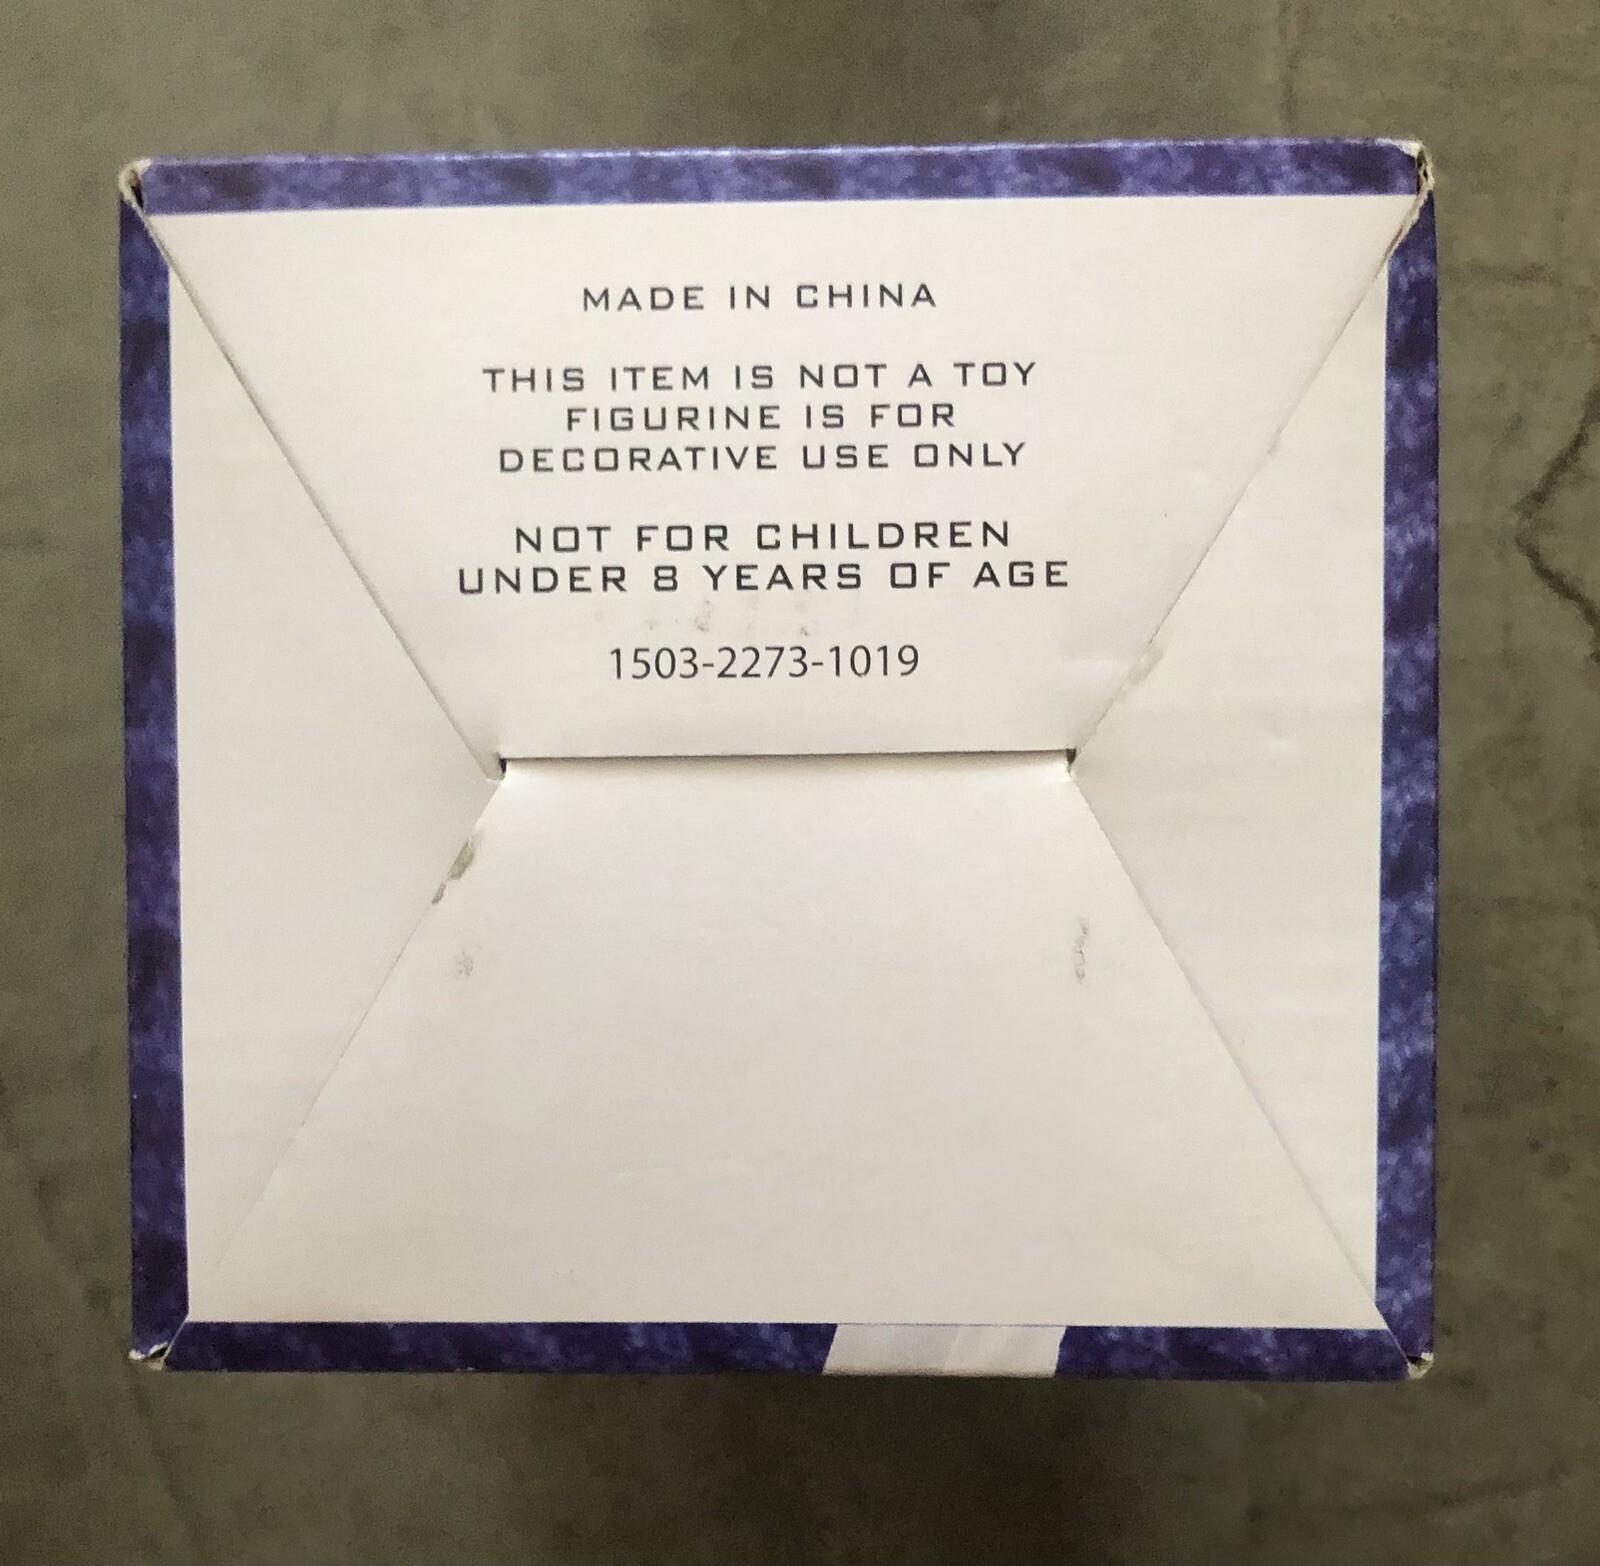 MADE IN CHINA
THIS ITEM IS NOT A TOY
FIGURINE IS FOR
DECORATIVE USE ONLY
NOT FOR CHILDREN
UNDER 8 YEARS OF AGE
1503-2273-1019